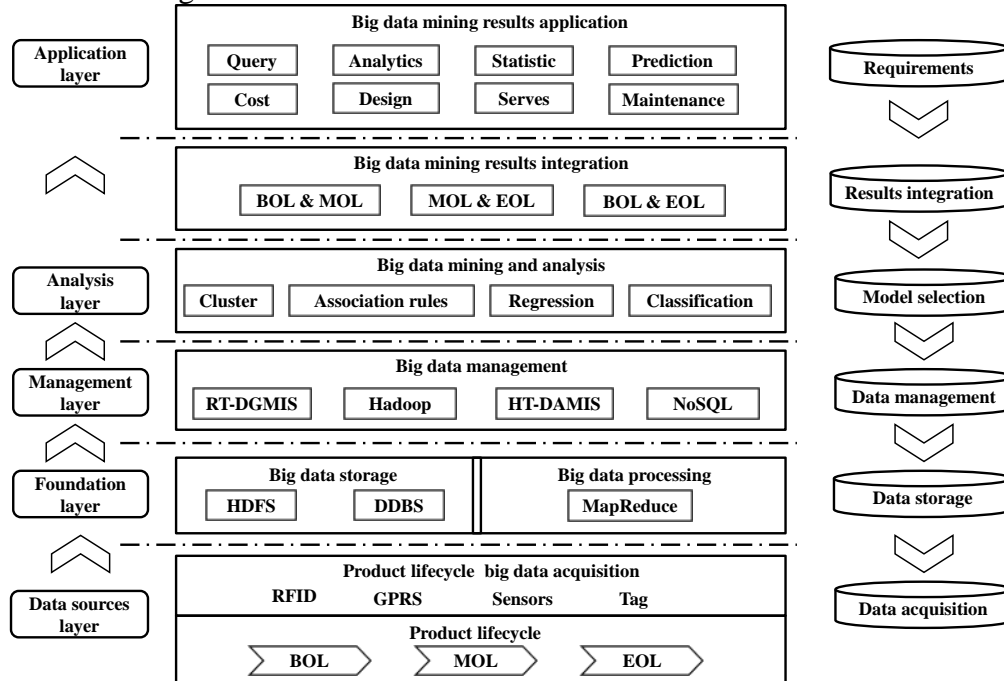 Big data mining results application
Application
layer
Query
Analytics
Statistic
Prediction
Cost
Design
Serves
Maintenance
Requirements
Big data mining results integration
BOL & MOL
MOL & EOL
BOL & EOL
Results integration
Analysis
layer
Big data mining and analysis
Cluster
Association rules
Regression
Classification
Model selection
Management
layer
Big data management
RT-DGMIS
Hadoop
HT-DAMIS
NoSQL
Data management
Foundation
layer
Big data storage
HDFS
DDBS
Big data processing
MapReduce
Data storage
Data sources
layer
Product lifecycle big data acquisition
RFID
GPRS
Sensors
Tag
Product lifecycle
BOL
MOL
EOL
Data acquisition